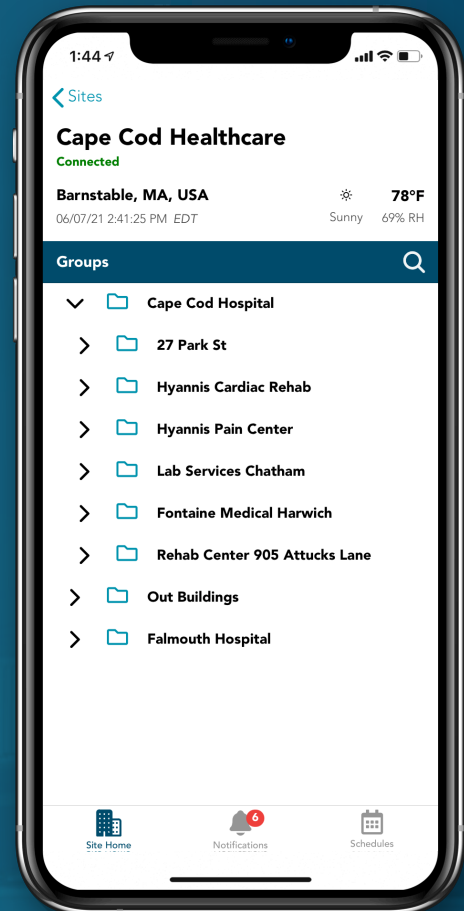 1:44
Sites
Cape Cod Healthcare
Connected
Barnstable, MA, USA 78°F
06/07/21 2:41:25 PM EDT Sunny 69% RH
Groups
Cape Cod Hospital
27 Park St
Hyannis Cardiac Rehab
Hyannis Pain Center
Lab Services Chatham
Fontaine Medical Harwich
Rehab Center 905 Attucks Lane
Out Buildings
Falmouth Hospital
6
Site Home Notifications Schedules